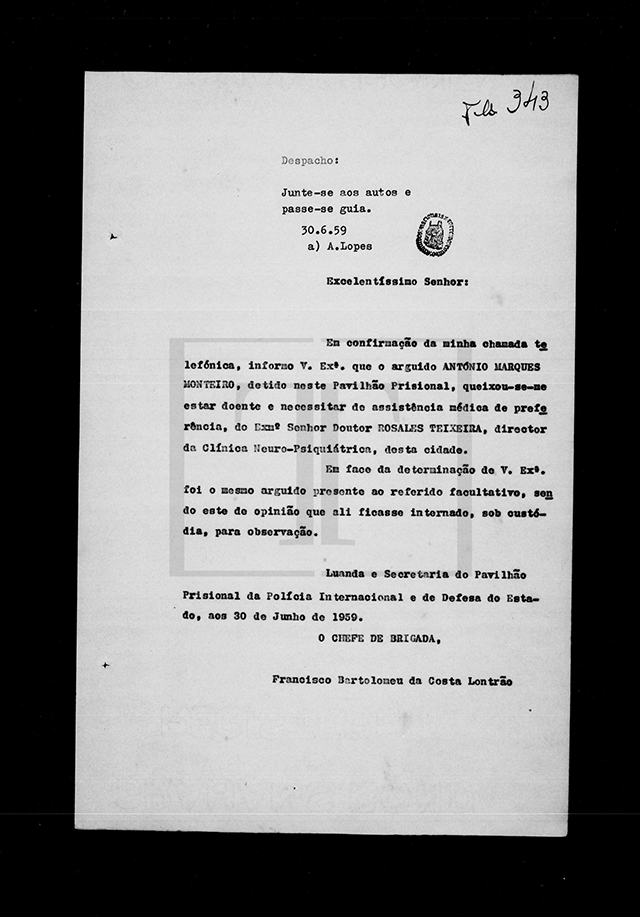 Fls 343
Despacho:
Junte-se aos autos e
passe-se guia.
30.6.59
a) A.Lopes
Excelentíssimo Senhor:
Em confirmação da minha chamada te
lefónica, informo V. Exª. que o arguido ANTÓNIO MARQUES
MONTEIRO, detido neste Pavilhão Prisional, queixou-se-me
estar doente e necessitar de assistência médica de prefe
rência, do Exmº Senhor Doutor ROSALES TEIXEIRA, director
da Clínica Neuro-Psiquiátrica, desta cidade.
Em face da determinação de V. Exª.
foi o mesmo arguido presente ao referido facultativo, sen
do este de opinião que ali ficasse internado, sob custó-
dia, para observação.
Luanda e Secretaria do Pavilhão
Prisional da Polícia Internacional e de Defesa do Esta-
do, aos 30 de Junho de 1959.
O CHEFE DE BRIGADA,
Francisco Bartolomeu da Costa Lontrão